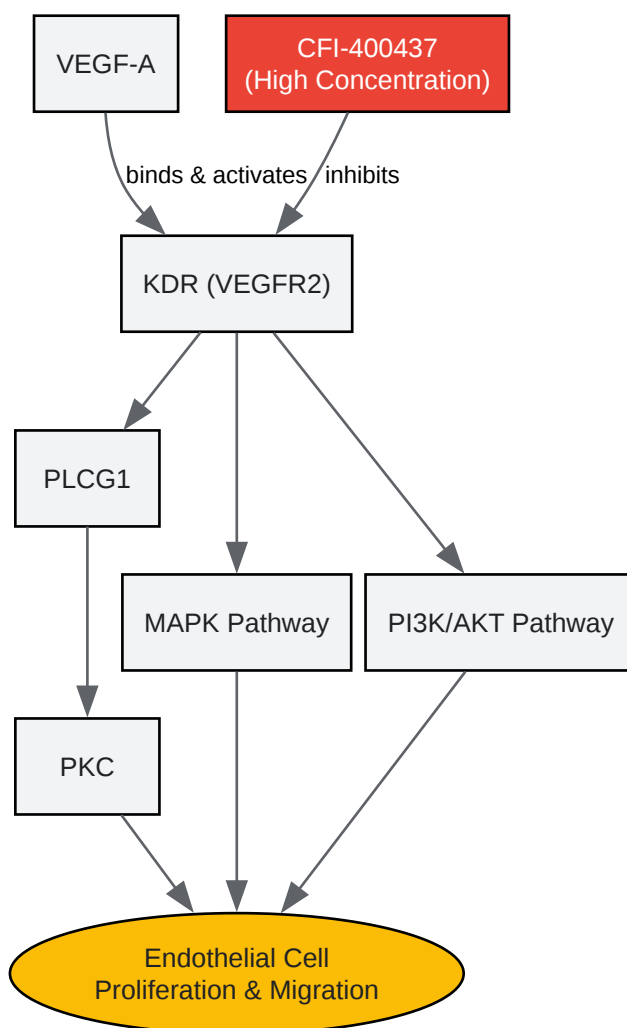 VEGF-A
CFI-400437
(High Concentration)
binds & activates
inhibits
KDR (VEGFR2)
PLCG1
MAPK Pathway
PI3K/AKT Pathway
PKC
Endothelial Cell
Proliferation & Migration